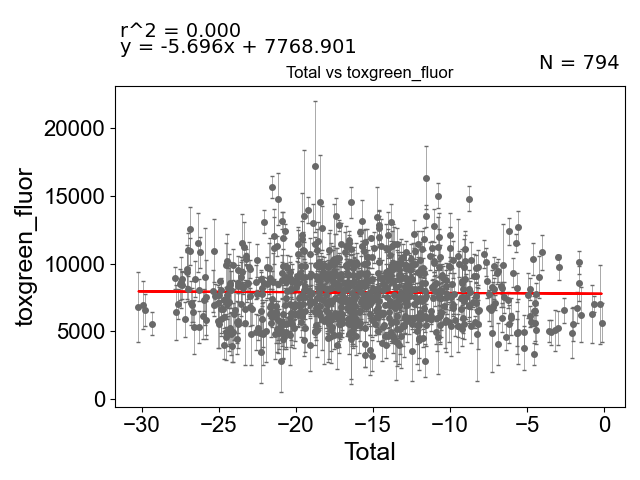 r^2 = 0.000
y = -5.696x + 7768.901
N = 794
Total vs toxgreen_fluor
20000
15000
10000
5000
0
toxgreen_fluor
−30
−25
−20
−15
−10
−5
0
Total